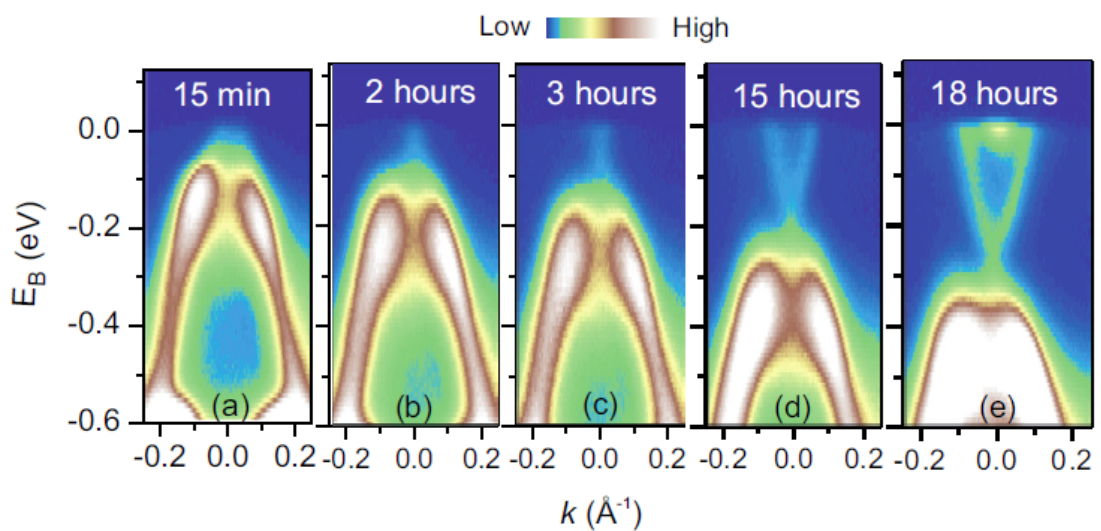 Low High
15 min 2 hours 3 hours 15 hours 18 hours
0.0
-0.2
-0.4
-0.6
E_B (eV)
(a) (b) (c) (d) (e)
-0.2 0.0 0.2 -0.2 0.0 0.2 -0.2 0.0 0.2 -0.2 0.0 0.2 -0.2 0.0 0.2
k (Å⁻¹)